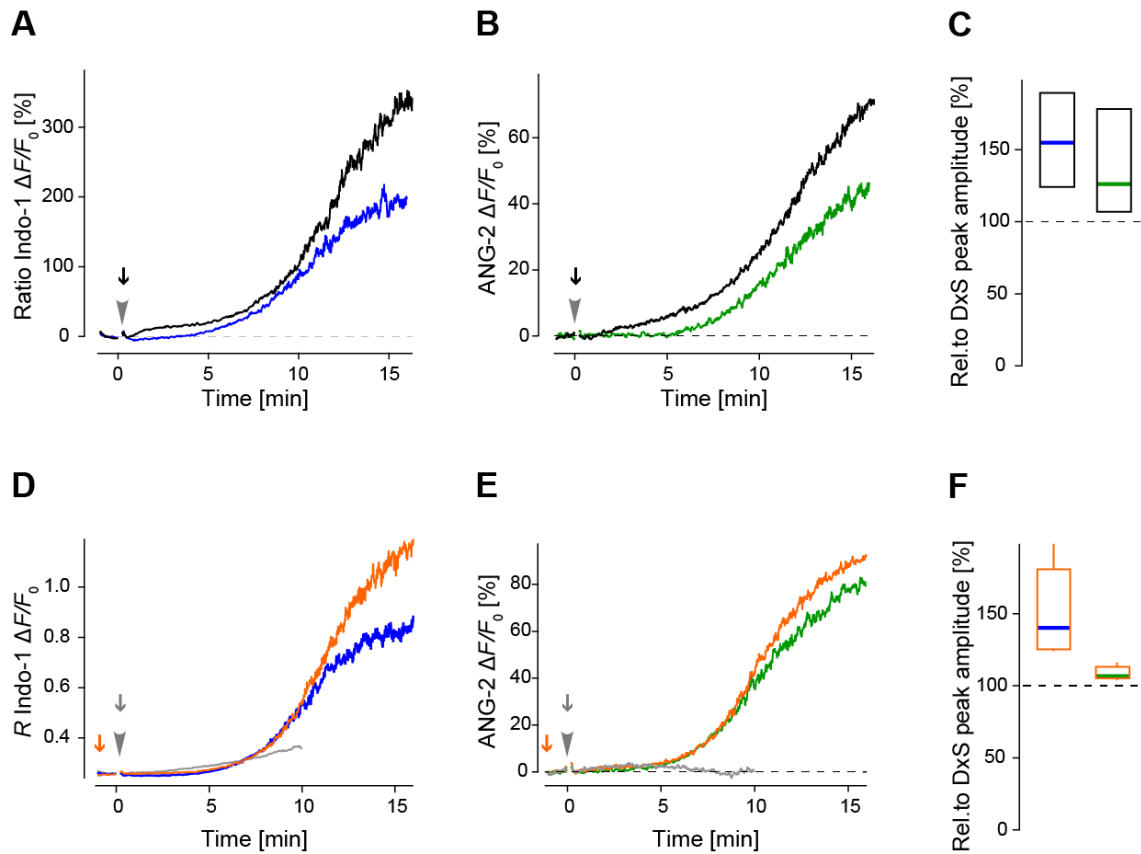 A
Ratio Indo-1 ΔF/F0 [%]
300
200
100
0
0 5 10 15
Time [min]
B
ANG-2 ΔF/F0 [%]
60
40
20
0
0 5 10 15
Time [min]
C
Rel.to DxS peak amplitude [%]
150
100
50
0
D
R Indo-1 ΔF/F0
1.0
0.8
0.6
0.4
0 5 10 15
Time [min]
E
ANG-2 ΔF/F0 [%]
80
60
40
20
0
0 5 10 15
Time [min]
F
Rel.to DxS peak amplitude [%]
150
100
50
0